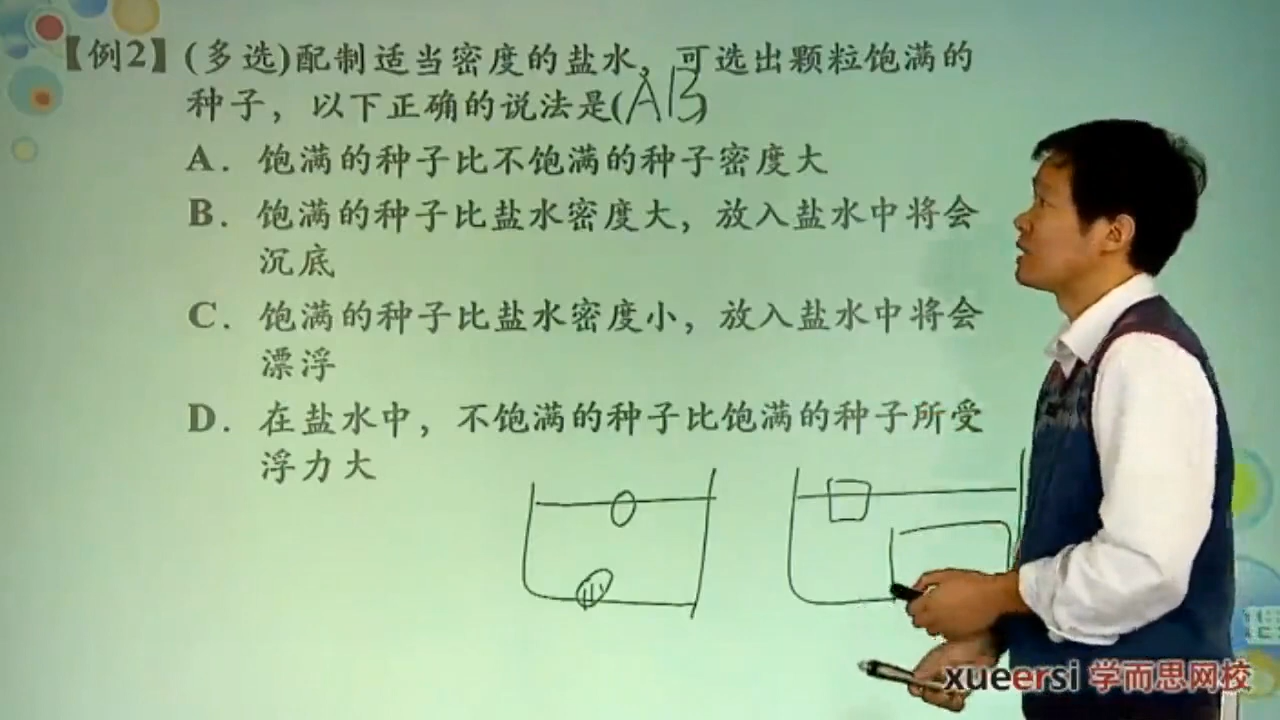 【例2】(多选)配制适当密度的盐水，可选出颗粒饱满的
种子，以下正确的说法是(AB)
A．饱满的种子比不饱满的种子密度大
B．饱满的种子比盐水密度大，放入盐水中将会
沉底
C．饱满的种子比盐水密度小，放入盐水中将会
漂浮
D．在盐水中，不饱满的种子比饱满的种子所受
浮力大
理
xueersi 学而思网校